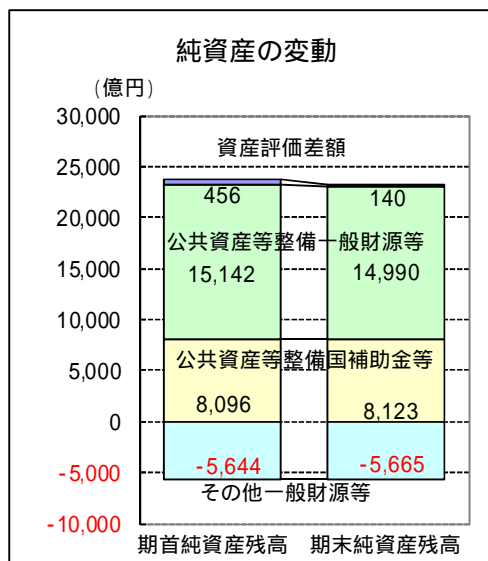 純資産の変動
(億円)
30,000
25,000
20,000
15,000
10,000
5,000
0
-5,000
-10,000
資産評価差額
456 140
公共資産等整備一般財源等
15,142 14,990
公共資産等整備国補助金等
8,096 8,123
-5,644 -5,665
その他一般財源等
期首純資産残高 期末純資産残高